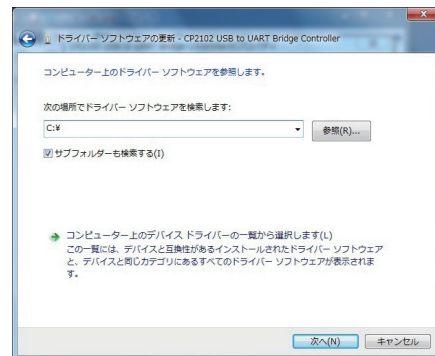 ドライバー ソフトウェアの更新 - CP2102 USB to UART Bridge Controller
コンピューター上のドライバー ソフトウェアを参照します。
次の場所でドライバー ソフトウェアを検索します:
C:¥
参照(R)...
サブフォルダーも検索する(I)
コンピューター上のデバイス ドライバーの一覧から選択します(L)
この一覧には、デバイスと互換性があるインストールされたドライバー ソフトウェア
と、デバイスと同じカテゴリにあるすべてのドライバー ソフトウェアが表示されま
す。
次へ(N)
キャンセル